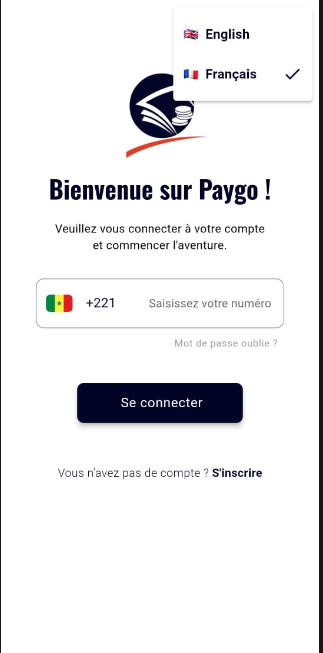 English
Français
Bienvenue sur Paygo !
Veuillez vous connecter à votre compte
et commencer l'aventure.
+221 Saisissez votre numéro
Mot de passe oublie ?
Se connecter
Vous n'avez pas de compte ? S'inscrire